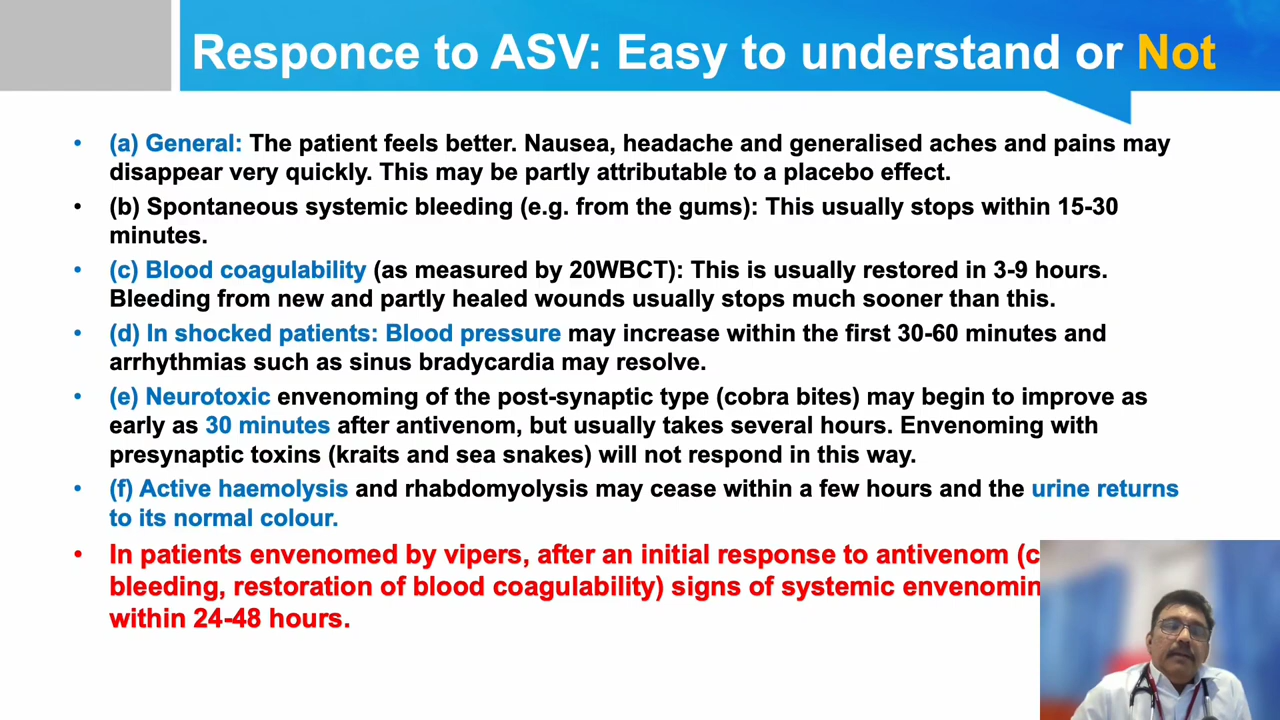 Responce to ASV: Easy to understand or Not
• (a) General: The patient feels better. Nausea, headache and generalised aches and pains may
disappear very quickly. This may be partly attributable to a placebo effect.
• (b) Spontaneous systemic bleeding (e.g. from the gums): This usually stops within 15-30
minutes.
• (c) Blood coagulability (as measured by 20WBCT): This is usually restored in 3-9 hours.
Bleeding from new and partly healed wounds usually stops much sooner than this.
• (d) In shocked patients: Blood pressure may increase within the first 30-60 minutes and
arrhythmias such as sinus bradycardia may resolve.
• (e) Neurotoxic envenoming of the post-synaptic type (cobra bites) may begin to improve as
early as 30 minutes after antivenom, but usually takes several hours. Envenoming with
presynaptic toxins (kraits and sea snakes) will not respond in this way.
• (f) Active haemolysis and rhabdomyolysis may cease within a few hours and the urine returns
to its normal colour.
• In patients envenomed by vipers, after an initial response to antivenom
bleeding, restoration of blood coagulability) signs of systemic
within 24-48 hours.